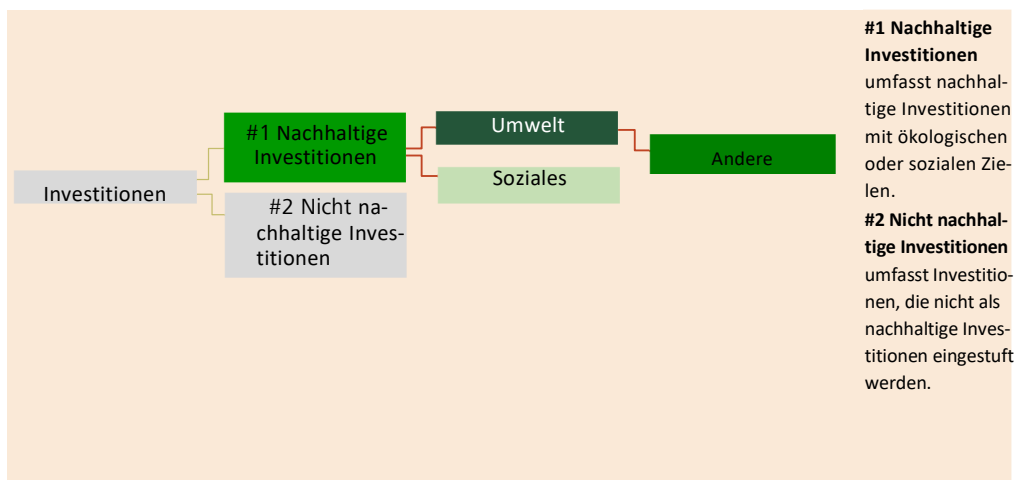 Investitionen
#1 Nachhaltige
Investitionen
#2 Nicht na-
chhaltige Inves-
titionen
Umwelt
Soziales
Andere
#1 Nachhaltige
Investitionen
umfasst nachhal-
tige Investitionen
mit ökologischen
oder sozialen Zie-
len.
#2 Nicht nachhal-
tige Investitionen
umfasst Investitio-
nen, die nicht als
nachhaltige Inves-
titionen eingestuft
werden.